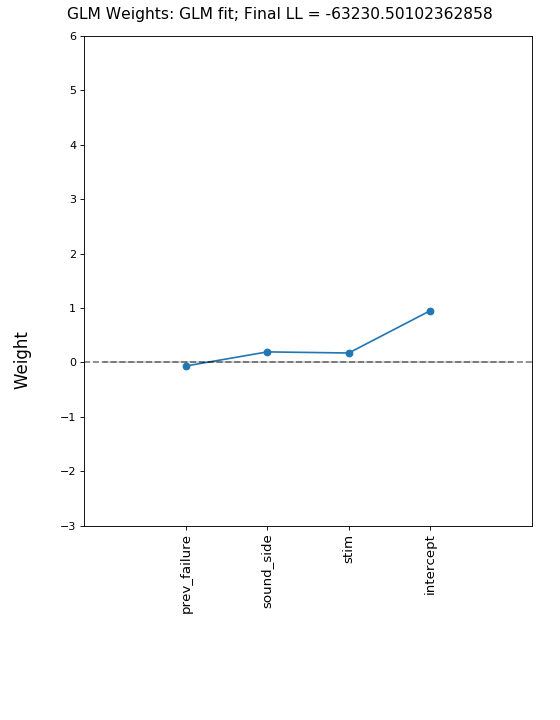 GLM Weights: GLM fit; Final LL = -63230.50102362858
6
5
4
3
2
1
0
−1
−2
−3
Weight
prev_failure
sound_side
stim
intercept